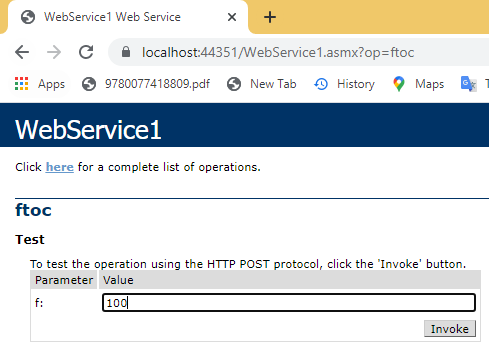 WebService1 Web Service
localhost:44351/WebService1.asmx?op=ftoc
Apps 9780077418809.pdf New Tab History Maps
WebService1
Click here for a complete list of operations.
ftoc
Test
To test the operation using the HTTP POST protocol, click the 'Invoke' button.
Parameter Value
f: 100
Invoke